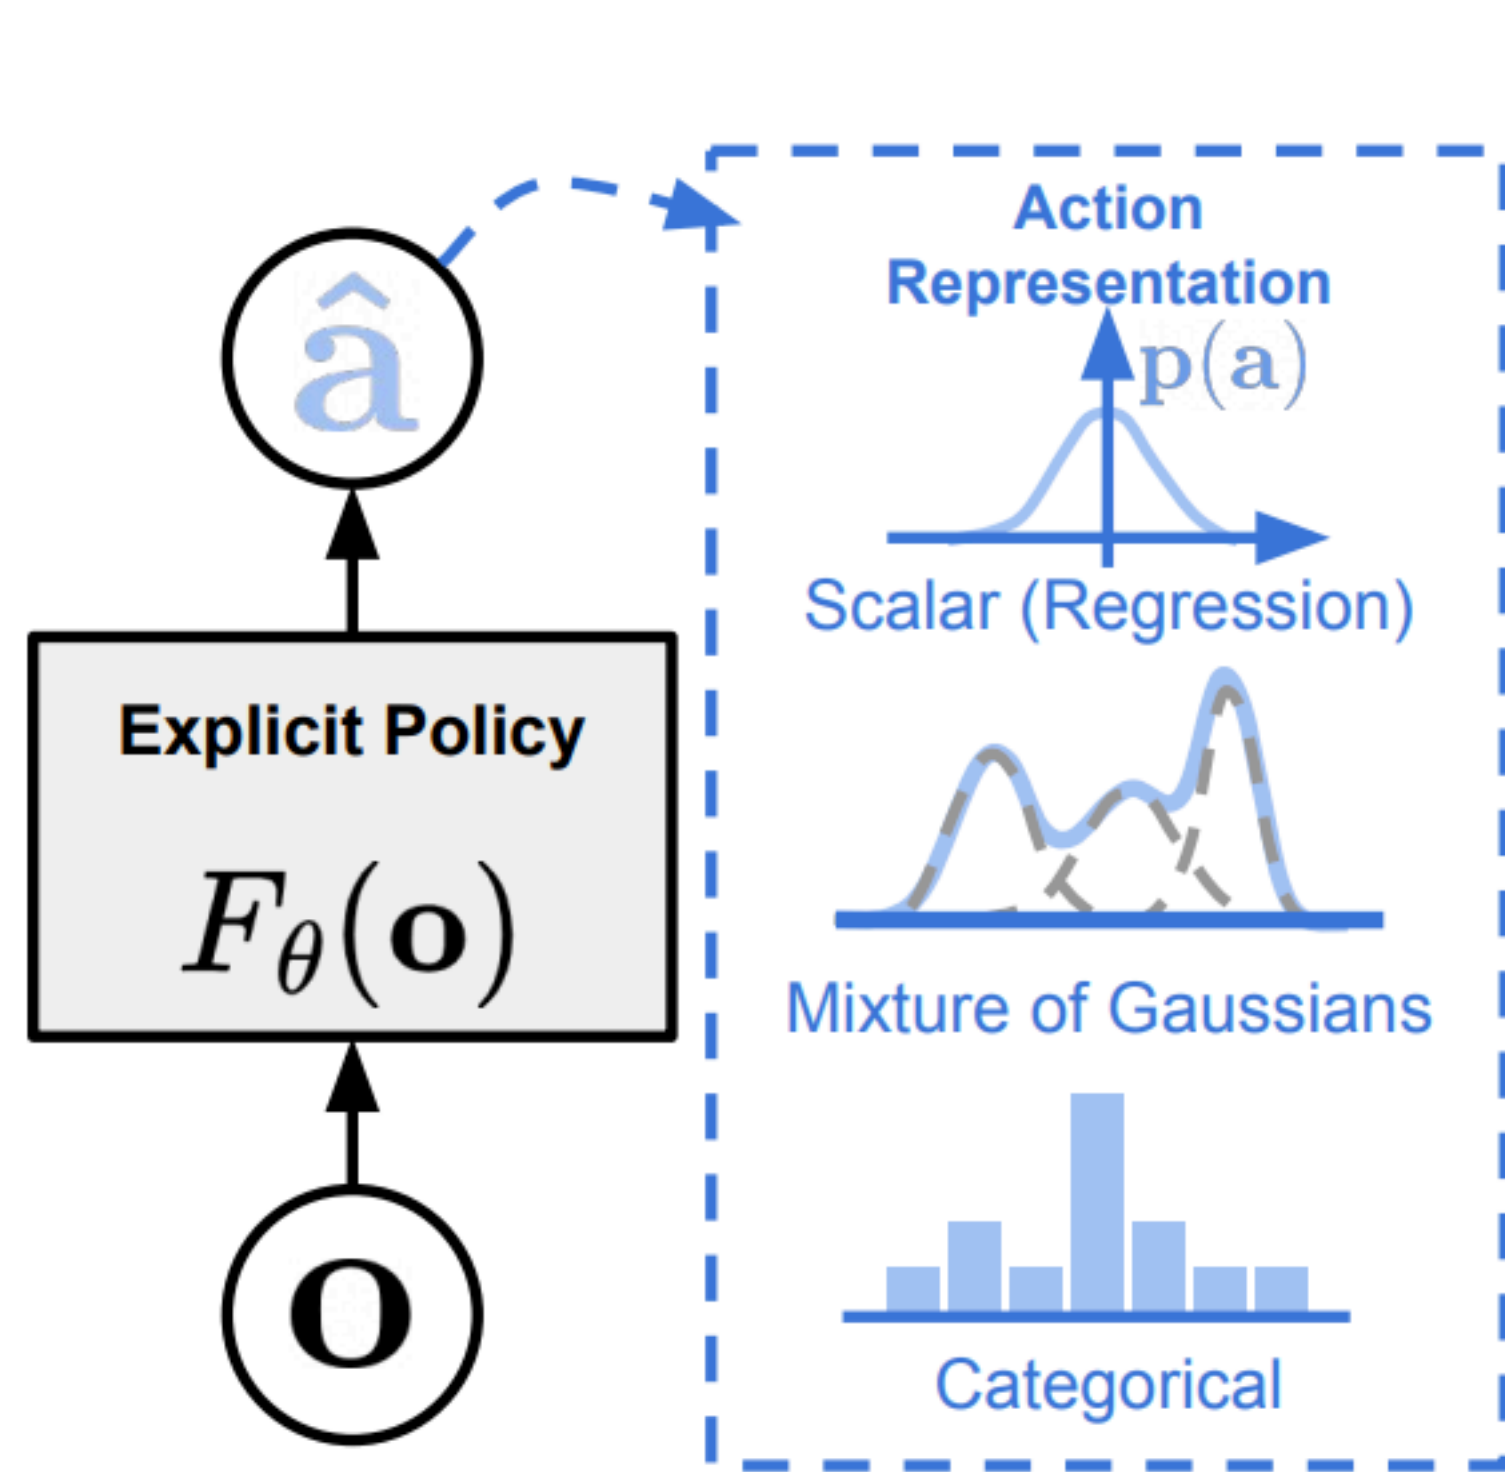 Action
Representation
p(a)
â
Scalar (Regression)
Explicit Policy
F_θ(o)
Mixture of Gaussians
o
Categorical